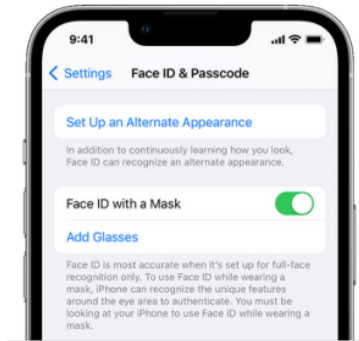 9:41
Settings Face ID & Passcode
Set Up an Alternate Appearance
In addition to continuously learning how you look,
Face ID can recognize an alternate appearance.
Face ID with a Mask
Add Glasses
Face ID is most accurate when it's set up for full-face
recognition only. To use Face ID while wearing a
mask, iPhone can recognize the unique features
around the eye area to authenticate. You must be
looking at your iPhone to use Face ID while wearing a
mask.